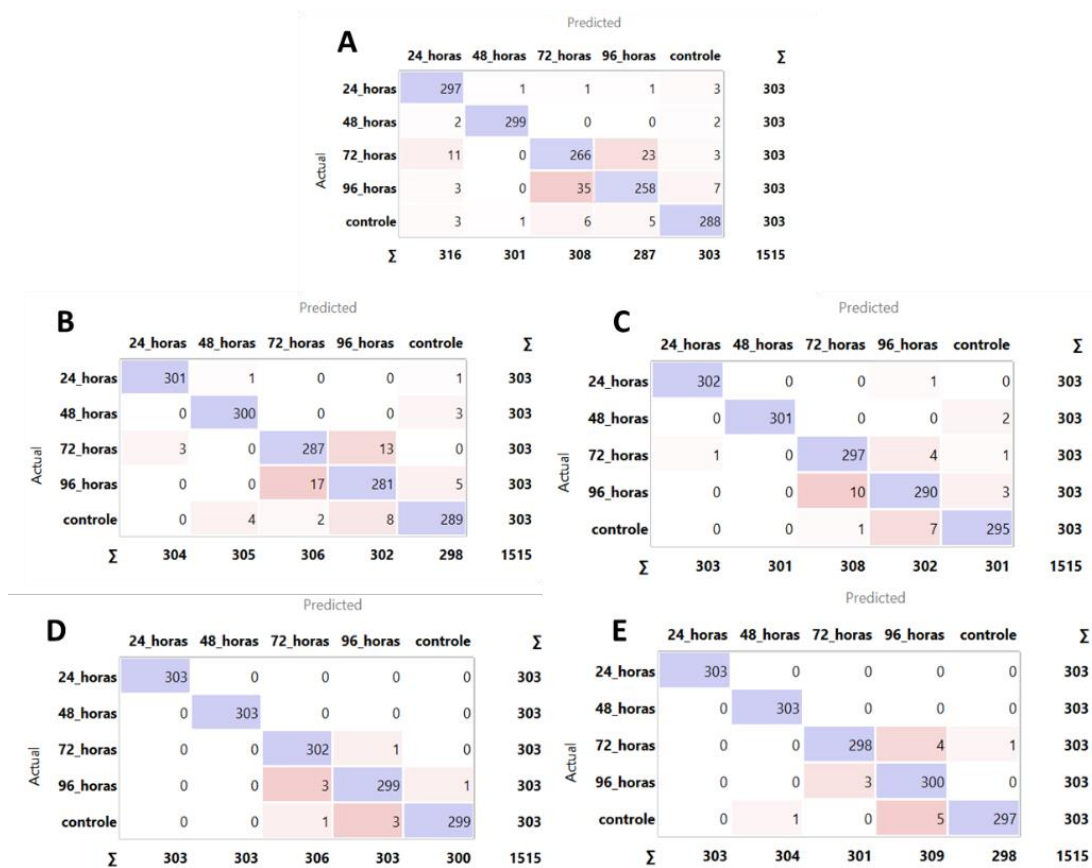 Predicted
A
24_horas 48_horas 72_horas 96_horas controle Σ
24_horas 297 1 1 1 3 303
48_horas 2 299 0 0 2 303
72_horas 11 0 266 23 3 303
96_horas 3 0 35 258 7 303
controle 3 1 6 5 288 303
Σ 316 301 308 287 303 1515
Actual
Predicted
B
24_horas 48_horas 72_horas 96_horas controle Σ
24_horas 301 1 0 0 1 303
48_horas 0 300 0 0 3 303
72_horas 3 0 287 13 0 303
96_horas 0 0 17 281 5 303
controle 0 4 2 8 289 303
Σ 304 305 306 302 298 1515
Actual
Predicted
C
24_horas 48_horas 72_horas 96_horas controle Σ
24_horas 302 0 0 1 0 303
48_horas 0 301 0 0 2 303
72_horas 1 0 297 4 1 303
96_horas 0 0 10 290 3 303
controle 0 0 1 7 295 303
Σ 303 301 308 302 301 1515
Actual
Predicted
D
24_horas 48_horas 72_horas 96_horas controle Σ
24_horas 303 0 0 0 0 303
48_horas 0 303 0 0 0 303
72_horas 0 0 302 1 0 303
96_horas 0 0 3 299 1 303
controle 0 0 1 3 299 303
Σ 303 303 306 303 300 1515
Actual
Predicted
E
24_horas 48_horas 72_horas 96_horas controle Σ
24_horas 303 0 0 0 0 303
48_horas 0 303 0 0 0 303
72_horas 0 0 298 4 1 303
96_horas 0 0 3 300 0 303
controle 0 1 0 5 297 303
Σ 303 304 301 309 298 1515
Actual